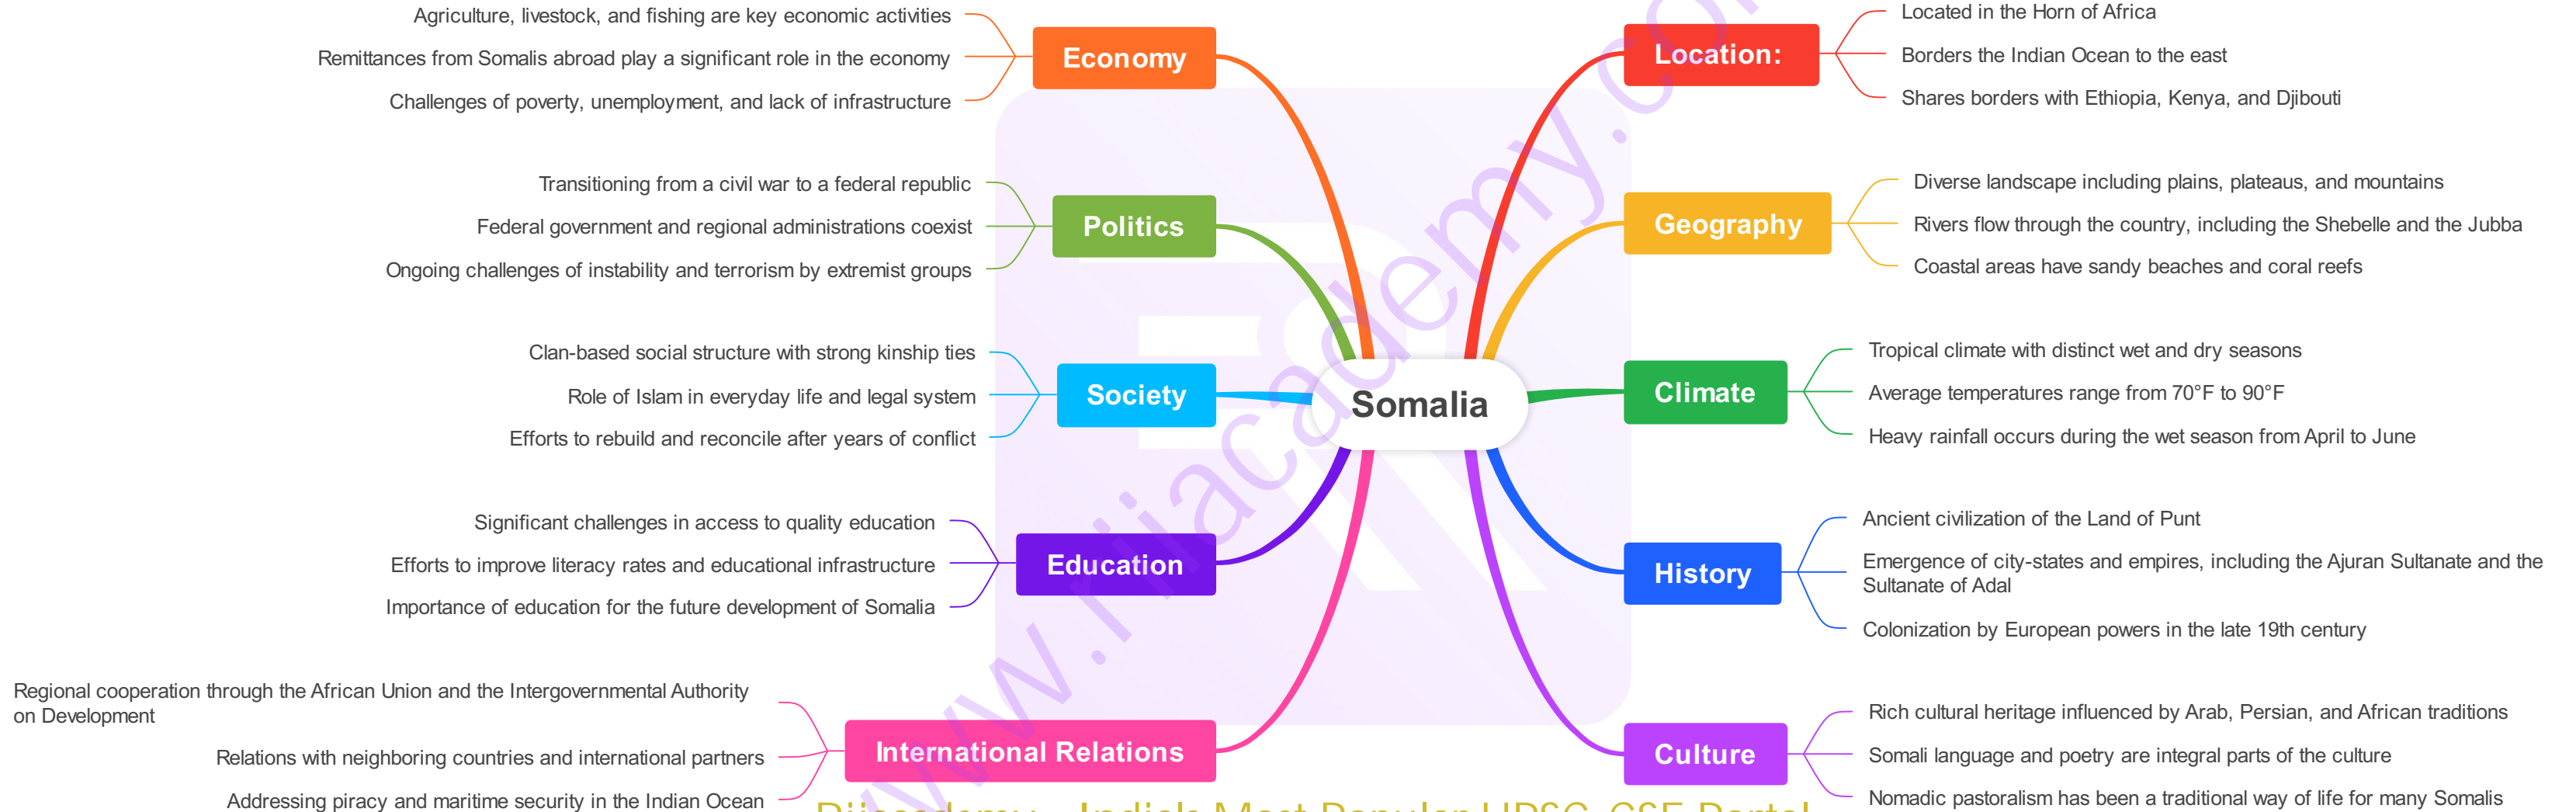 Somalia
Economy
Agriculture, livestock, and fishing are key economic activities
Remittances from Somalis abroad play a significant role in the economy
Challenges of poverty, unemployment, and lack of infrastructure
Politics
Transitioning from a civil war to a federal republic
Federal government and regional administrations coexist
Ongoing challenges of instability and terrorism by extremist groups
Society
Clan-based social structure with strong kinship ties
Role of Islam in everyday life and legal system
Efforts to rebuild and reconcile after years of conflict
Education
Significant challenges in access to quality education
Efforts to improve literacy rates and educational infrastructure
Importance of education for the future development of Somalia
International Relations
Regional cooperation through the African Union and the Intergovernmental Authority
on Development
Relations with neighboring countries and international partners
Addressing piracy and maritime security in the Indian Ocean
Location:
Located in the Horn of Africa
Borders the Indian Ocean to the east
Shares borders with Ethiopia, Kenya, and Djibouti
Geography
Diverse landscape including plains, plateaus, and mountains
Rivers flow through the country, including the Shebelle and the Jubba
Coastal areas have sandy beaches and coral reefs
Climate
Tropical climate with distinct wet and dry seasons
Average temperatures range from 70°F to 90°F
Heavy rainfall occurs during the wet season from April to June
History
Ancient civilization of the Land of Punt
Emergence of city-states and empires, including the Ajuran Sultanate and the
Sultanate of Adal
Colonization by European powers in the late 19th century
Culture
Rich cultural heritage influenced by Arab, Persian, and African traditions
Somali language and poetry are integral parts of the culture
Nomadic pastoralism has been a traditional way of life for many Somalis
www.rijacademy.co